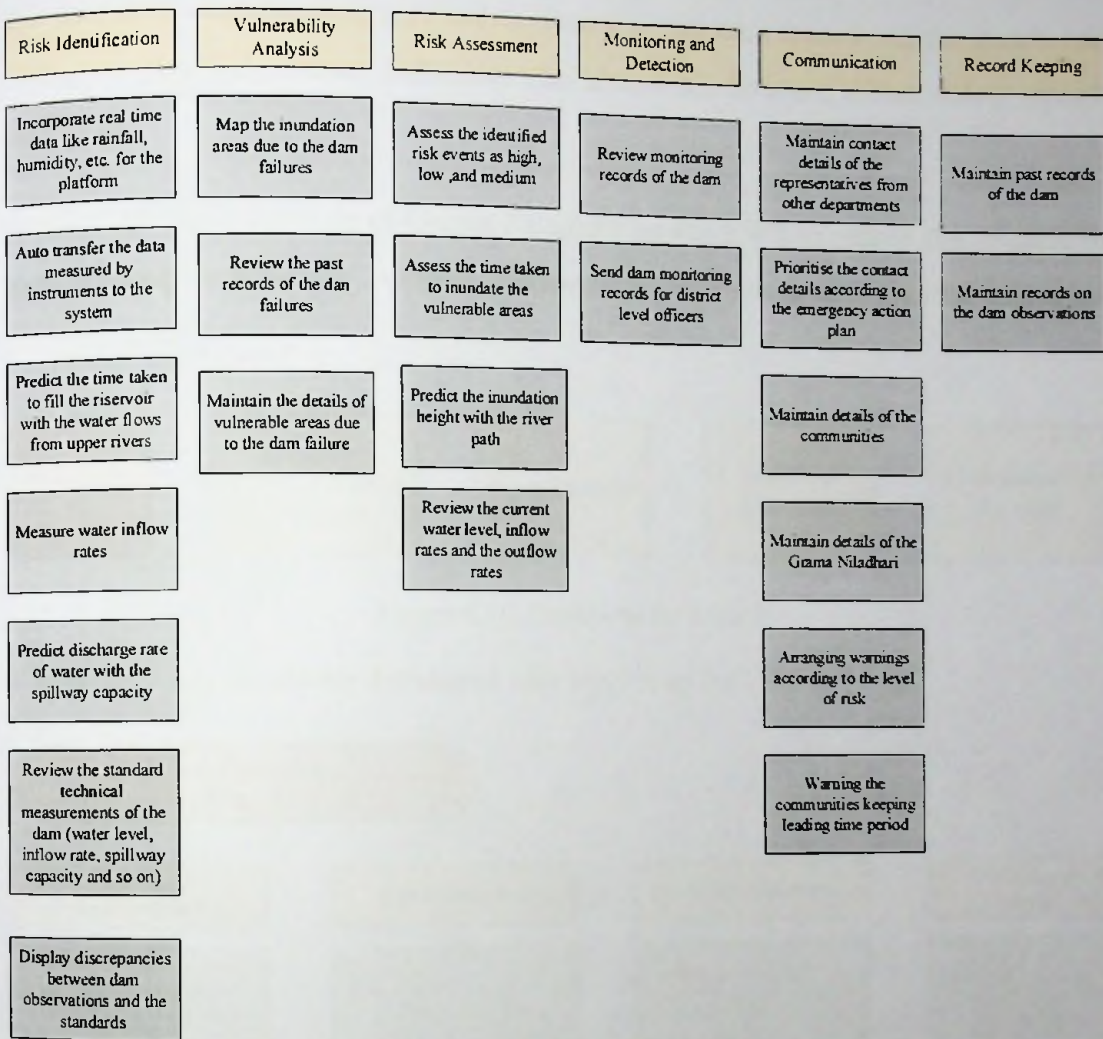 Risk Identification
Vulnerability
Analysis
Risk Assessment
Monitoring and
Detection
Communication
Record Keeping
Incorporate real time
data like rainfall,
humidity, etc. for the
platform
Auto transfer the data
measured by
instruments to the
system
Predict the time taken
to fill the riservoir
with the water flows
from upper rivers
Measure water inflow
rates
Predict discharge rate
of water with the
spillway capacity
Review the standard
technical
measurements of the
dam (water level,
inflow rate, spillway
capacity and so on)
Display discrepancies
between dam
observations and the
standards
Map the inundation
areas due to the dam
failures
Review the past
records of the dan
failures
Maintain the details of
vulnerable areas due
to the dam failure
Assess the identified
risk events as high,
low ,and medium
Assess the time taken
to inundate the
vulnerable areas
Predict the inundation
height with the river
path
Review the current
water level, inflow
rates and the outflow
rates
Review monitoring
records of the dam
Send dam monitoring
records for district
level officers
Maintain contact
details of the
representatives from
other departments
Prioritise the contact
details according to
the emergency action
plan
Maintain details of the
communities
Maintain details of the
Grama Niladhari
Arranging warnings
according to the level
of risk
Warning the
communities keeping
leading time period
Maintain past records
of the dam
Maintain records on
the dam observations